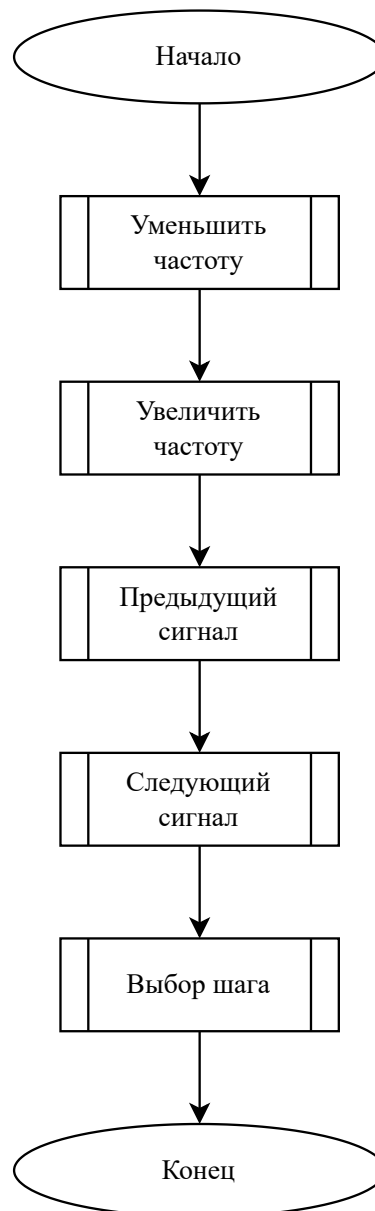 Начало
Уменьшить
частоту
Увеличить
частоту
Предыдущий
сигнал
Следующий
сигнал
Выбор шага
Конец